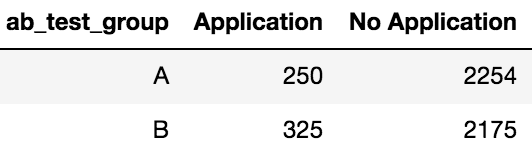 ab_test_group Application No Application
A 250 2254
B 325 2175